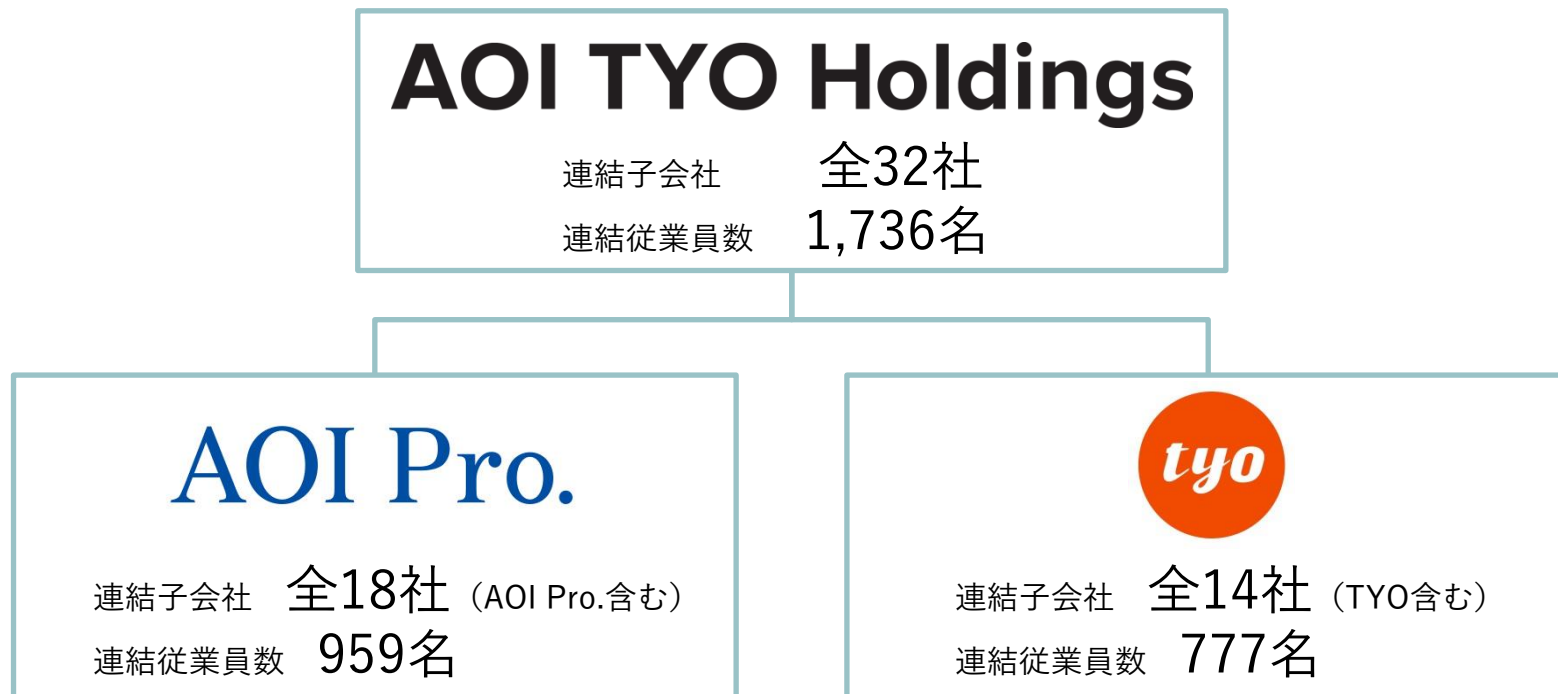 AOI TYO Holdings
連結子会社 全32社
連結従業員数 1,736名
AOI Pro.
連結子会社 全18社（AOI Pro.含む）
連結従業員数 959名
tyo
連結子会社 全14社（TYO含む）
連結従業員数 777名